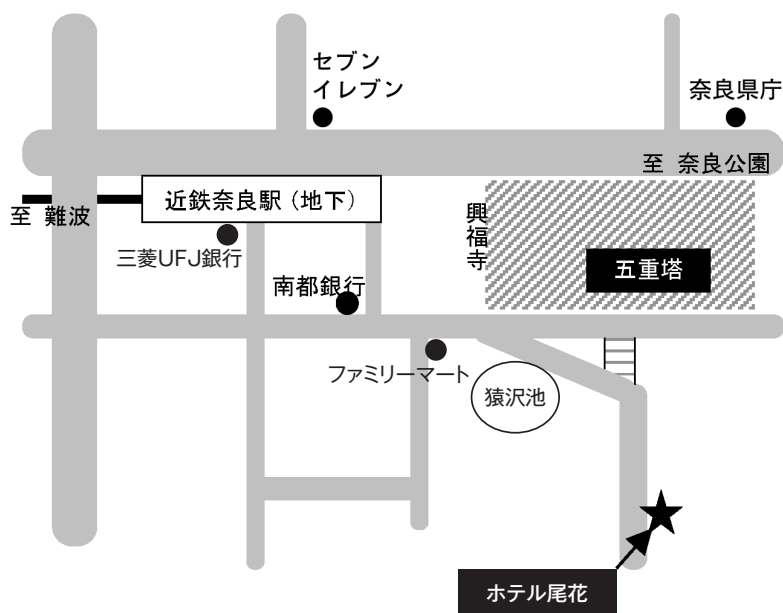 セブン
イレブン
奈良県庁
至 奈良公園
近鉄奈良駅（地下）
至 難波
三菱UFJ銀行
興福寺
五重塔
南都銀行
ファミリーマート
猿沢池
ホテル尾花